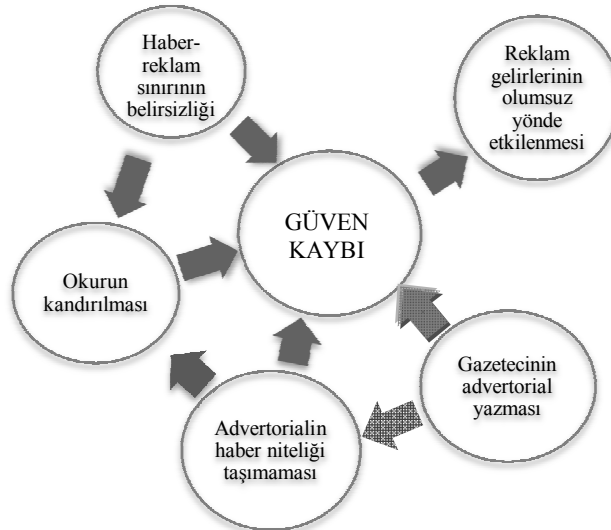 Haber-
reklam
sınırının
belirsizliği
Reklam
gelirlerinin
olumsuz
yönde
etkilenmesi
GÜVEN
KAYBI
Okurun
kandırılması
Gazetecinin
advertorial
yazması
Advertorialin
haber niteliği
taşımaması